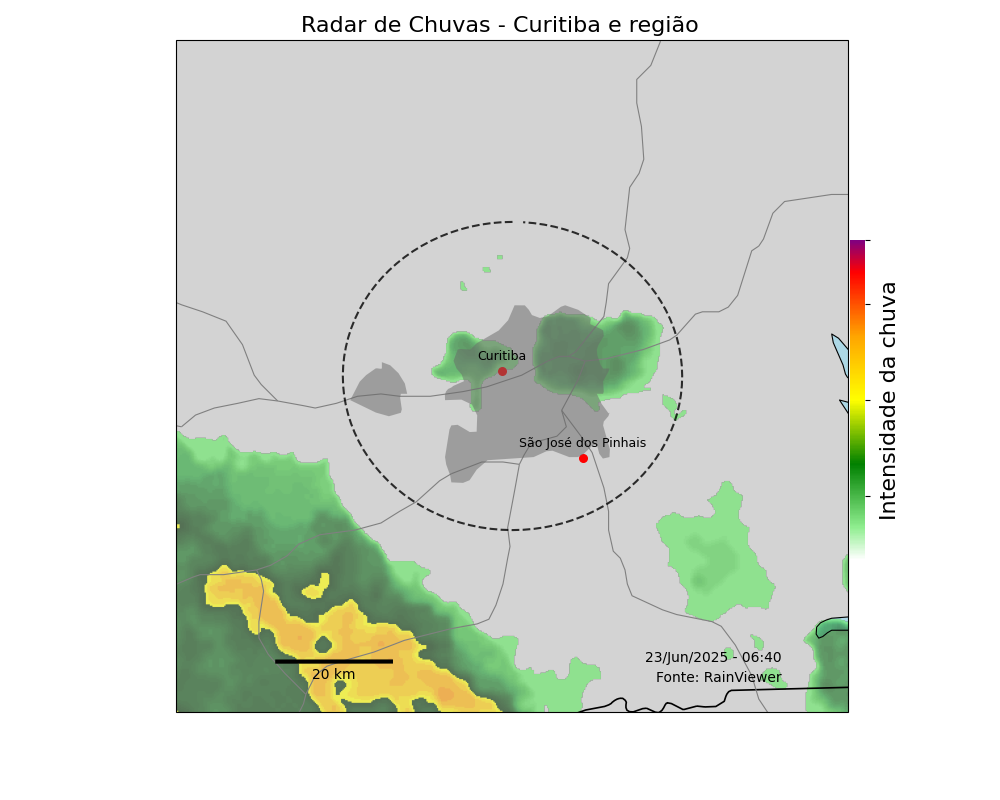 Radar de Chuvas - Curitiba e região
Curitiba
São José dos Pinhais
Intensidade da chuva
23/Jun/2025 - 06:40
Fonte: RainViewer
20 km